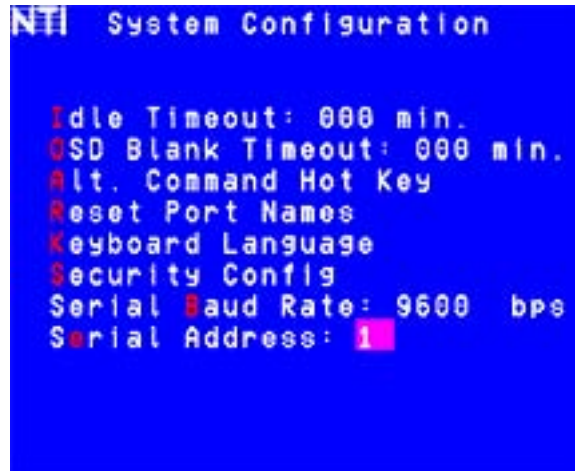 NTI System Configuration
Idle Timeout: 000 min.
OSD Blank Timeout: 000 min.
Alt. Command Hot Key
Reset Port Names
Keyboard Language
Security Config
Serial Baud Rate: 9600 bps
Serial Address: 1